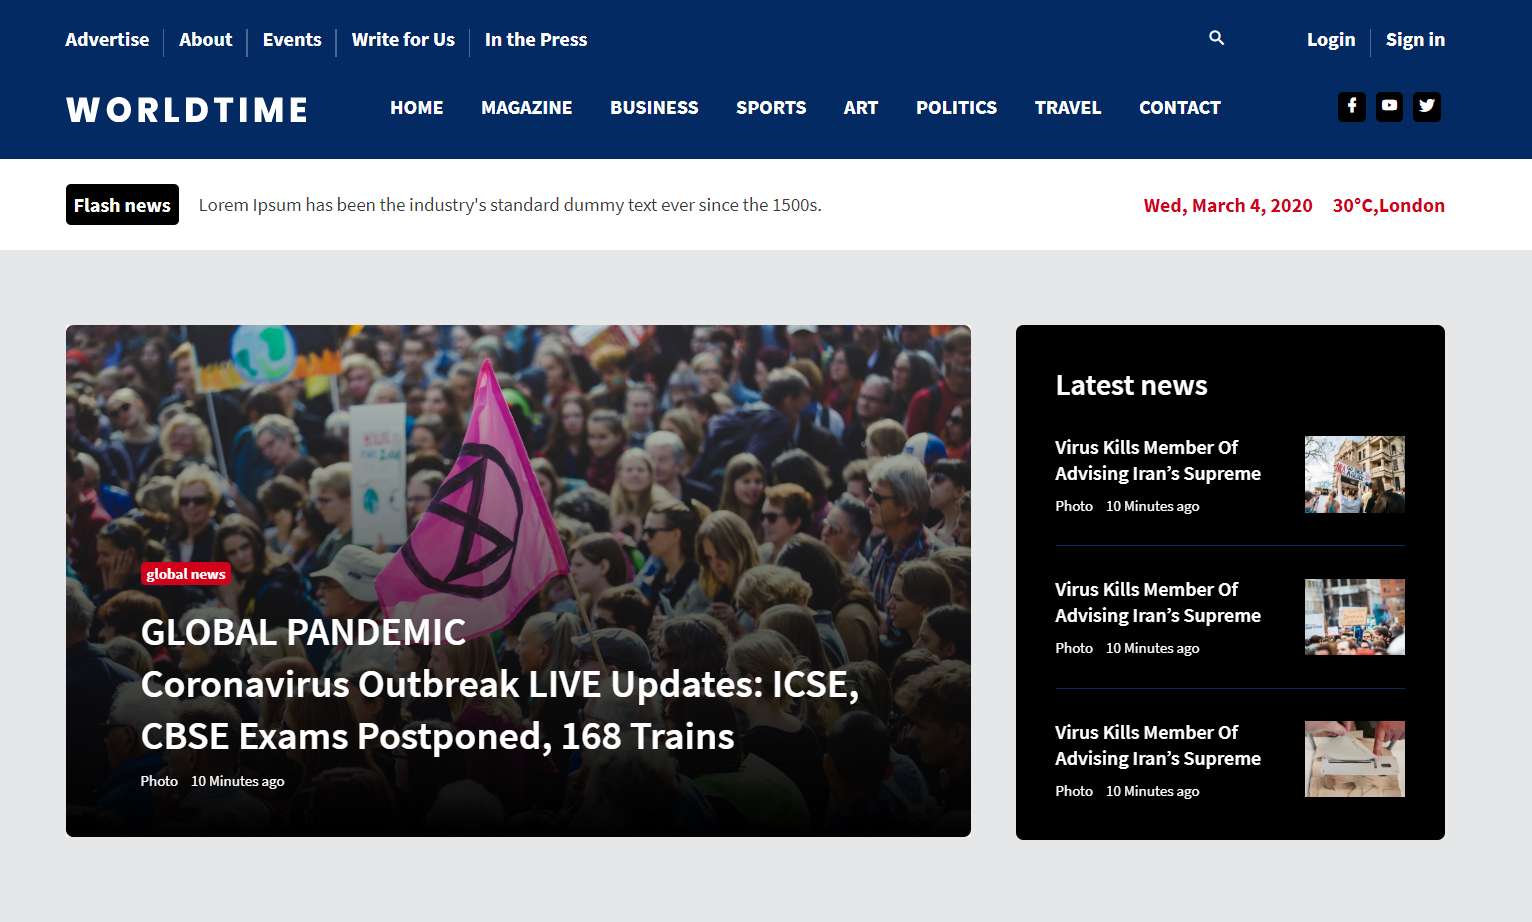 Advertise About Events Write for Us In the Press Login Sign in
WORLDTIME HOME MAGAZINE BUSINESS SPORTS ART POLITICS TRAVEL CONTACT
Flash news Lorem Ipsum has been the industry's standard dummy text ever since the 1500s. Wed, March 4, 2020 30°C,London
global news
GLOBAL PANDEMIC
Coronavirus Outbreak LIVE Updates: ICSE,
CBSE Exams Postponed, 168 Trains
Photo 10 Minutes ago
Latest news
Virus Kills Member Of
Advising Iran’s Supreme
Photo 10 Minutes ago
Virus Kills Member Of
Advising Iran’s Supreme
Photo 10 Minutes ago
Virus Kills Member Of
Advising Iran’s Supreme
Photo 10 Minutes ago